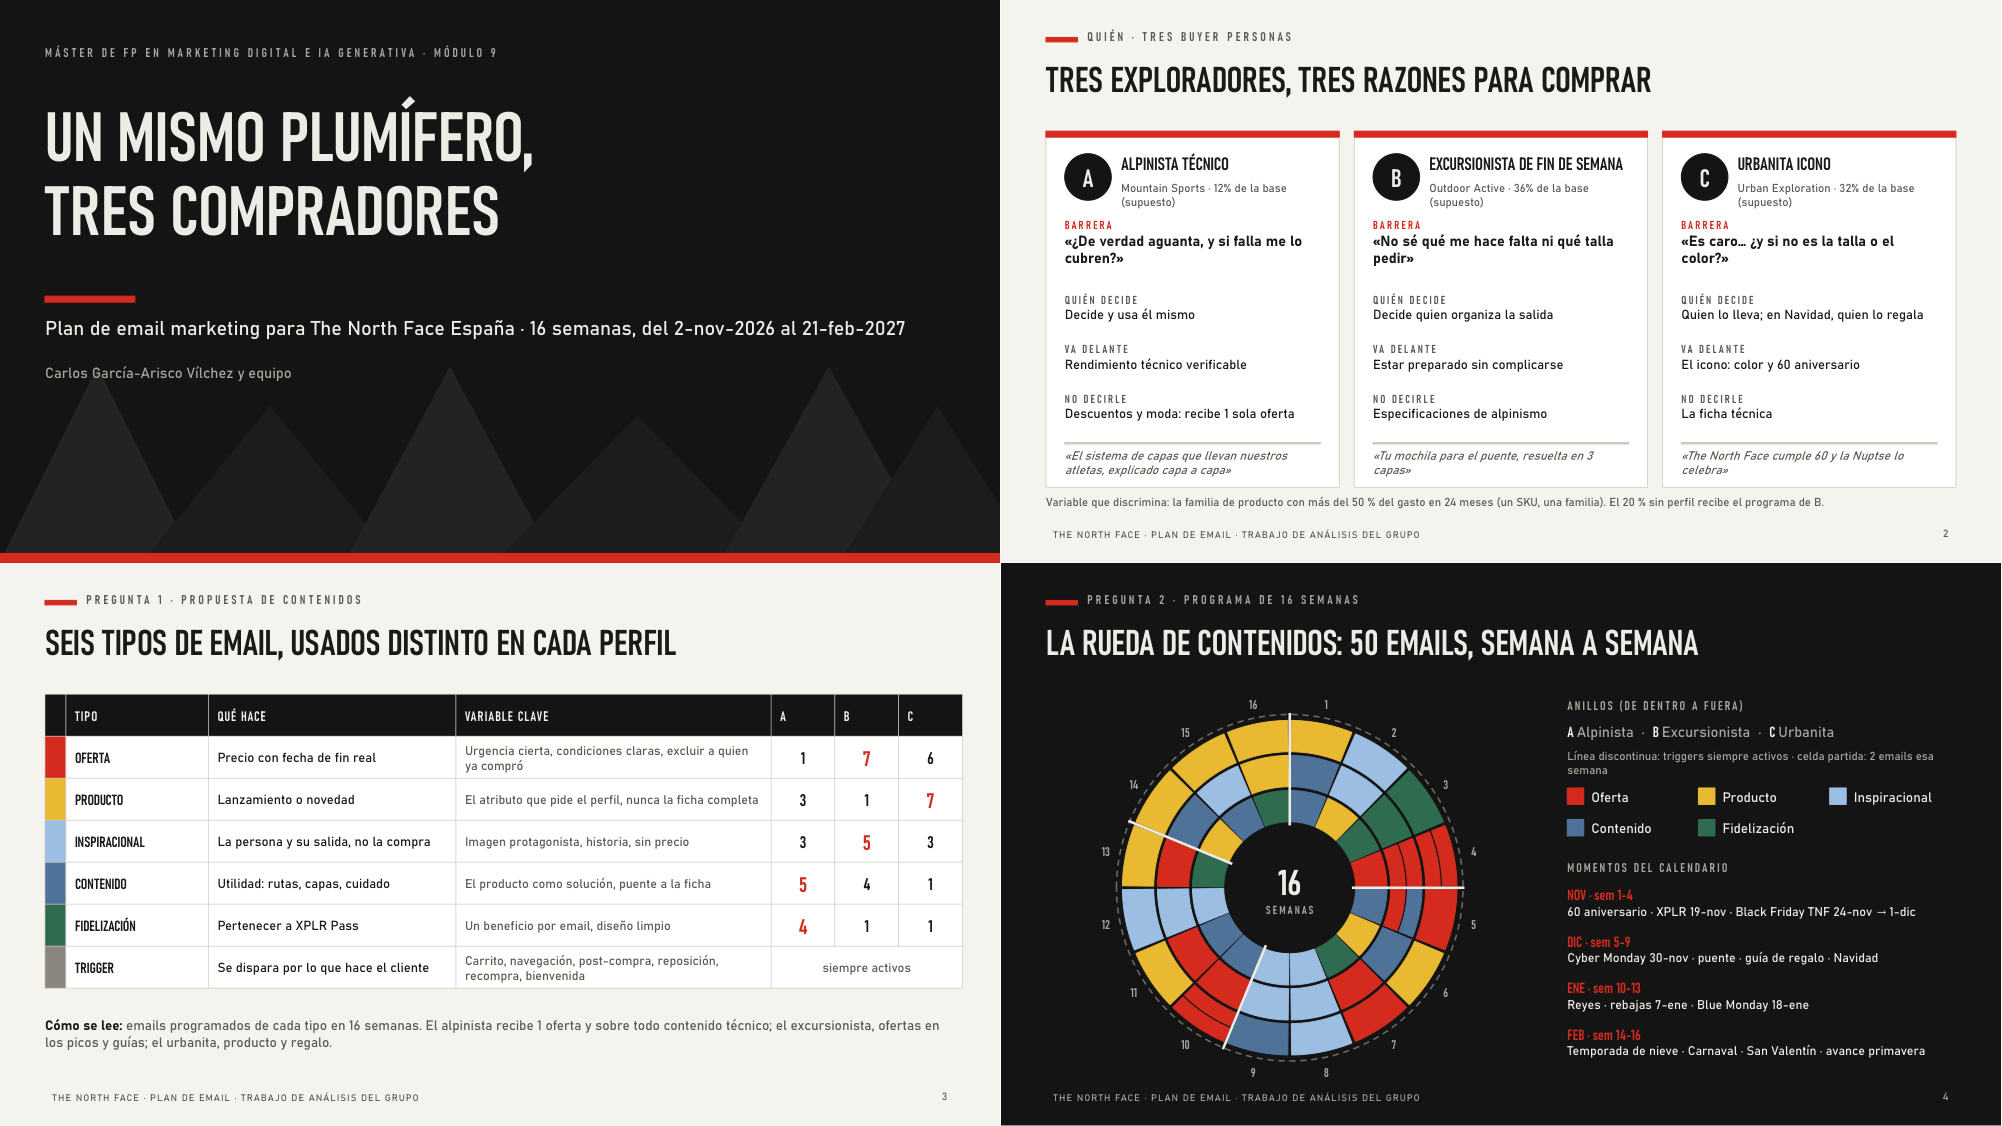 MÁSTER DE FP EN MARKETING DIGITAL E IA GENERATIVA · MÓDULO 9
UN MISMO PLUMÍFERO,
TRES COMPRADORES
Plan de email marketing para The North Face España · 16 semanas, del 2-nov-2026 al 21-feb-2027
Carlos García-Arisco Vílchez y equipo
QUIÉN · TRES BUYER PERSONAS
TRES EXPLORADORES, TRES RAZONES PARA COMPRAR
A
ALPINISTA TÉCNICO
Mountain Sports · 12% de la base
(supuesto)
BARRERA
«¿De verdad aguanta, y si falla me lo
cubren?»
QUIÉN DECIDE
Decide y usa él mismo
VA DELANTE
Rendimiento técnico verificable
NO DECIRLE
Descuentos y moda: recibe 1 sola oferta
«El sistema de capas que llevan nuestros
atletas, explicado capa a capa»
B
EXCURSIONISTA DE FIN DE SEMANA
Outdoor Active · 36% de la base
(supuesto)
BARRERA
«No sé qué me hace falta ni qué talla
pedir»
QUIÉN DECIDE
Decide quien organiza la salida
VA DELANTE
Estar preparado sin complicarse
NO DECIRLE
Especificaciones de alpinismo
«Tu mochila para el puente, resuelta en 3
capas»
C
URBANITA ICONO
Urban Exploration · 32% de la base
(supuesto)
BARRERA
«Es caro… ¿y si no es la talla o el
color?»
QUIÉN DECIDE
Quien lo lleva; en Navidad, quien lo regala
VA DELANTE
El icono: color y 60 aniversario
NO DECIRLE
La ficha técnica
«The North Face cumple 60 y la Nuptse lo
celebra»
Variable que discrimina: la familia de producto con más del 50 % del gasto en 24 meses (un SKU, una familia). El 20 % sin perfil recibe el programa de B.
THE NORTH FACE · PLAN DE EMAIL · TRABAJO DE ANÁLISIS DEL GRUPO
2
PREGUNTA 1 · PROPUESTA DE CONTENIDOS
SEIS TIPOS DE EMAIL, USADOS DISTINTO EN CADA PERFIL
TIPO QUÉ HACE VARIABLE CLAVE A B C
OFERTA Precio con fecha de fin real Urgencia cierta, condiciones claras, excluir a quien ya compró 1 7 6
PRODUCTO Lanzamiento o novedad El atributo que pide el perfil, nunca la ficha completa 3 1 7
INSPIRACIONAL La persona y su salida, no la compra Imagen protagonista, historia, sin precio 3 5 3
CONTENIDO Utilidad: rutas, capas, cuidado El producto como solución, puente a la ficha 5 4 1
FIDELIZACIÓN Pertenecer a XPLR Pass Un beneficio por email, diseño limpio 4 1 1
TRIGGER Se dispara por lo que hace el cliente Carrito, navegación, post-compra, reposición, recompra, bienvenida siempre activos
Cómo se lee: emails programados de cada tipo en 16 semanas. El alpinista recibe 1 oferta y sobre todo contenido técnico; el excursionista, ofertas en
los picos y guías; el urbanita, producto y regalo.
THE NORTH FACE · PLAN DE EMAIL · TRABAJO DE ANÁLISIS DEL GRUPO
3
PREGUNTA 2 · PROGRAMA DE 16 SEMANAS
LA RUEDA DE CONTENIDOS: 50 EMAILS, SEMANA A SEMANA
1
2
3
4
5
6
7
8
9
10
11
12
13
14
15
16
16
SEMANAS
ANILLOS (DE DENTRO A FUERA)
A Alpinista · B Excursionista · C Urbanita
Línea discontinua: triggers siempre activos · celda partida: 2 emails esa
semana
Oferta Producto Inspiracional
Contenido Fidelización
MOMENTOS DEL CALENDARIO
NOV · sem 1-4
60 aniversario · XPLR 19-nov · Black Friday TNF 24-nov → 1-dic
DIC · sem 5-9
Cyber Monday 30-nov · puente · guía de regalo · Navidad
ENE · sem 10-13
Reyes · rebajas 7-ene · Blue Monday 18-ene
FEB · sem 14-16
Temporada de nieve · Carnaval · San Valentín · avance primavera
THE NORTH FACE · PLAN DE EMAIL · TRABAJO DE ANÁLISIS DEL GRUPO
4